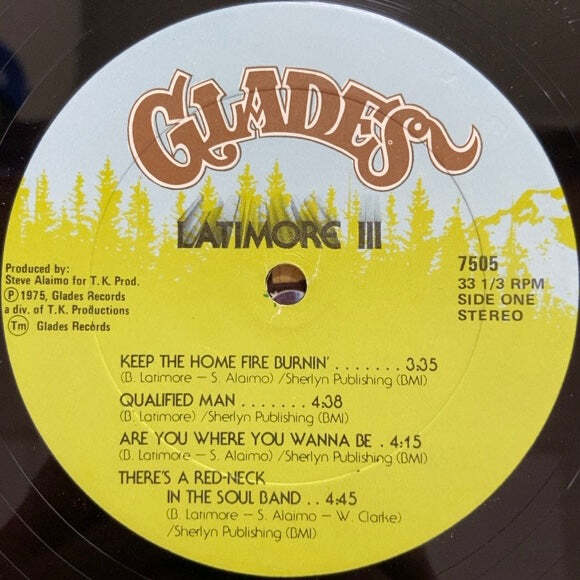 GLADES
LATIMORE III
Produced by:
Steve Alaimo for T. K. Prod.
Ⓟ 1975, Glades Records
a div. of T.K. Productions
Tm Glades Records
7505
33 1/3 RPM
SIDE ONE
STEREO
KEEP THE HOME FIRE BURNIN' ....... 3:35
(B. Latimore – S. Alaimo) /Sherlyn Publishing (BMI)
QUALIFIED MAN ....... 4:38
(B. Latimore) /Sherlyn Publishing (BMI)
ARE YOU WHERE YOU WANNA BE . 4:15
(B. Latimore – S. Alaimo) /Sherlyn Publishing (BMI)
THERE'S A RED-NECK
IN THE SOUL BAND .. 4:45
(B. Latimore – S. Alaimo – W. Clarke)
/Sherlyn Publishing (BMI)